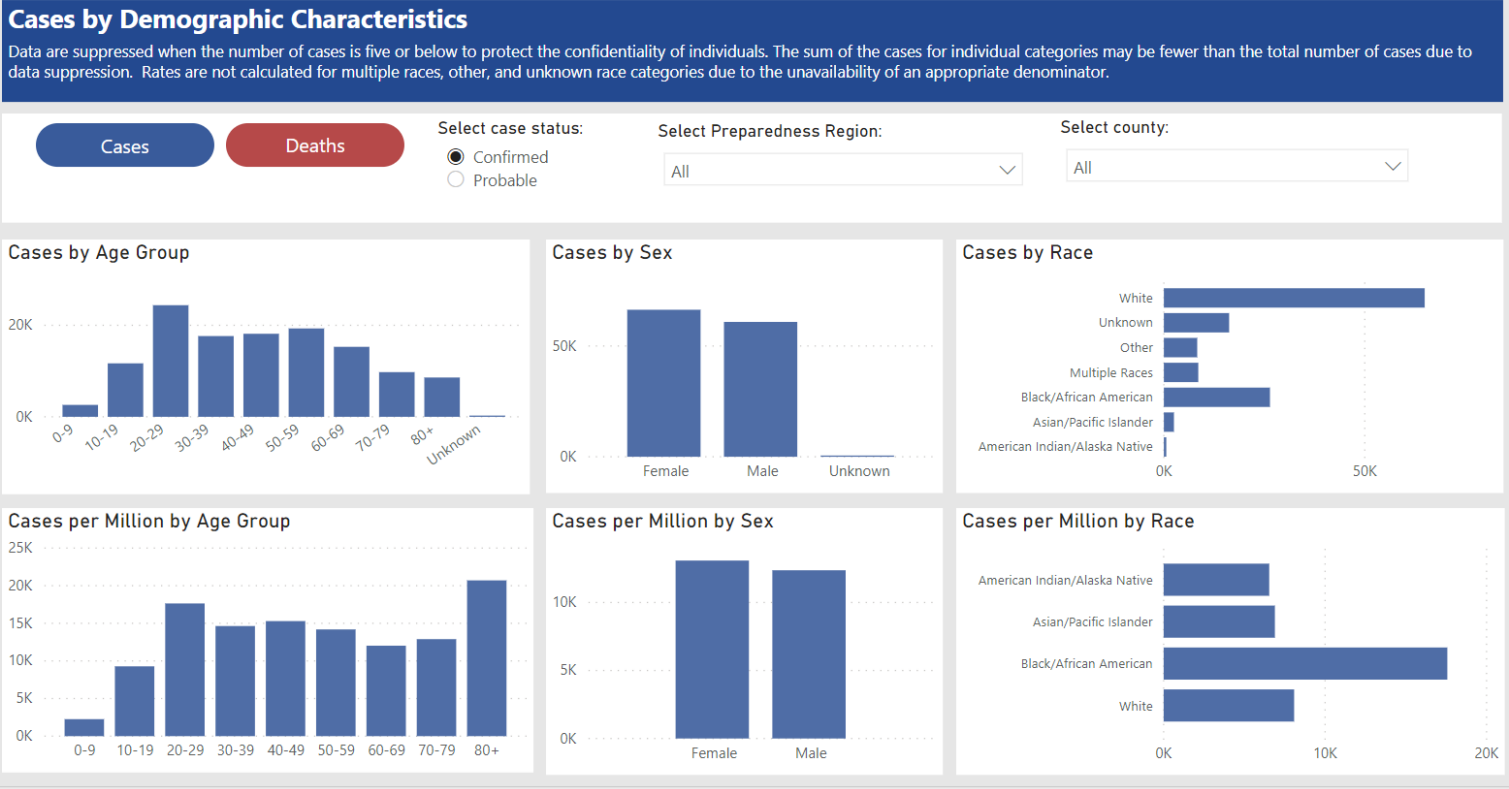 Cases by Demographic Characteristics
Data are suppressed when the number of cases is five or below to protect the confidentiality of individuals. The sum of the cases for individual categories may be fewer than the total number of cases due to
data suppression. Rates are not calculated for multiple races, other, and unknown race categories due to the unavailability of an appropriate denominator.
Cases
Deaths
Select case status:
Confirmed
Probable
Select Preparedness Region:
All
Select county:
All
Cases by Age Group
20K
0K
0-9
10-19
20-29
30-39
40-49
50-59
60-69
70-79
80+
Unknown
Cases by Sex
50K
0K
Female
Male
Unknown
Cases by Race
White
Unknown
Other
Multiple Races
Black/African American
Asian/Pacific Islander
American Indian/Alaska Native
0K
50K
Cases per Million by Age Group
25K
20K
15K
10K
5K
0K
0-9
10-19
20-29
30-39
40-49
50-59
60-69
70-79
80+
Cases per Million by Sex
10K
5K
0K
Female
Male
Cases per Million by Race
American Indian/Alaska Native
Asian/Pacific Islander
Black/African American
White
0K
10K
20K